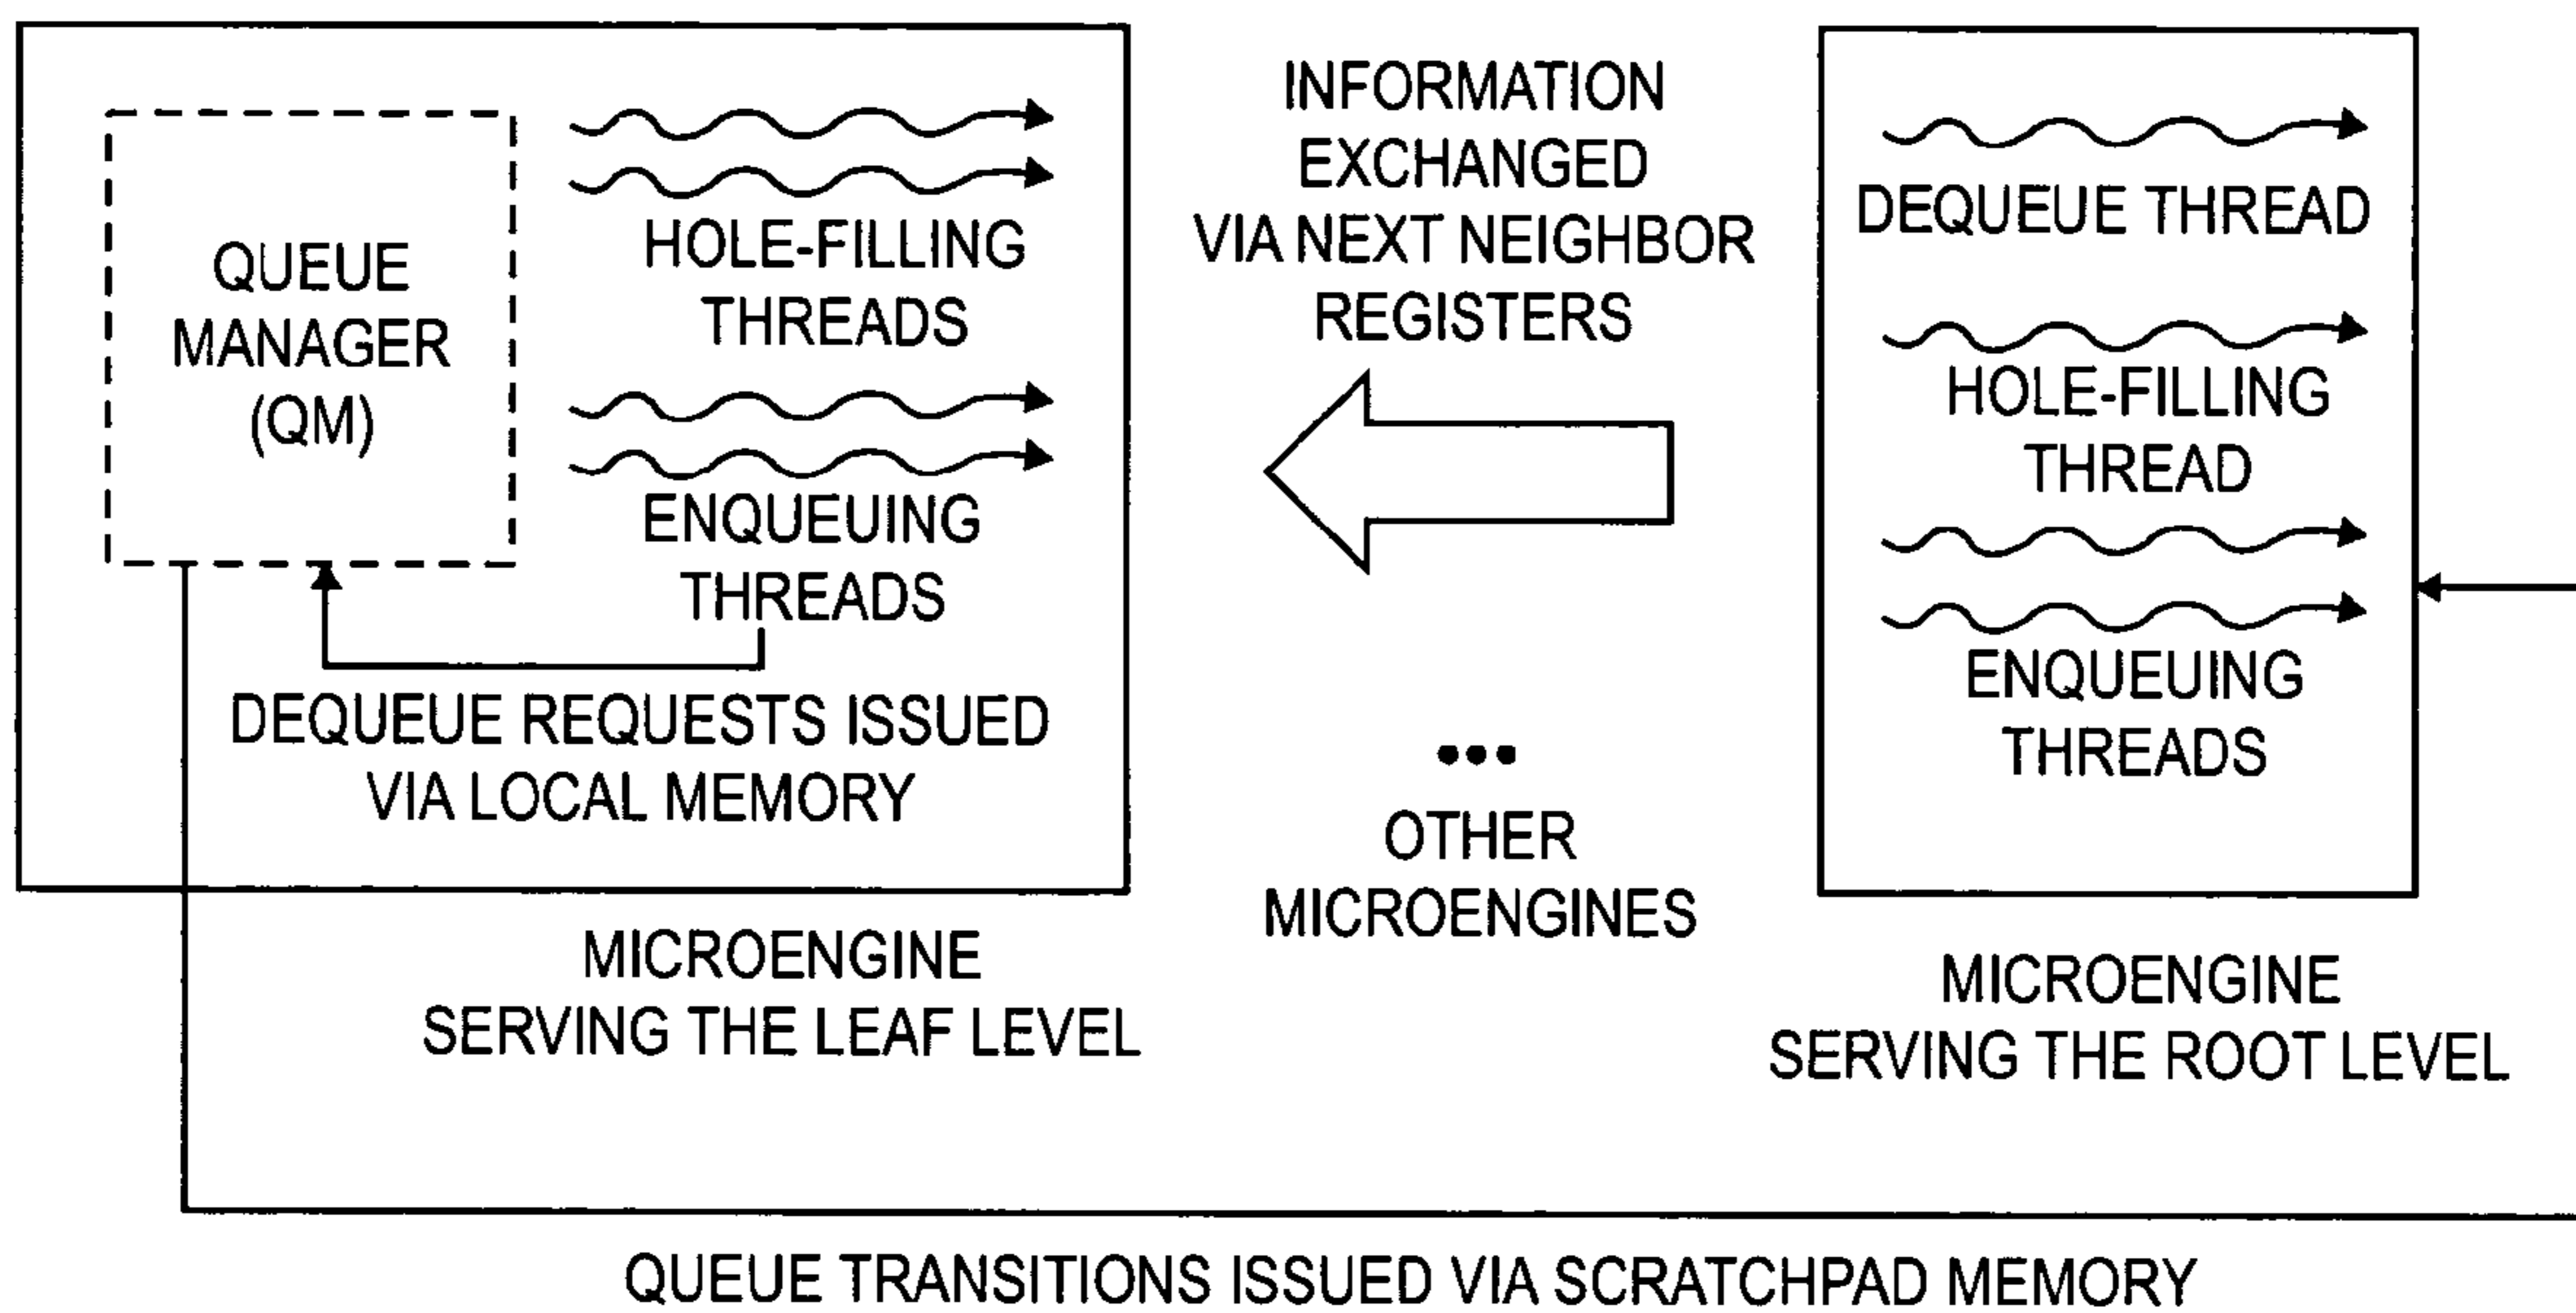 QUEUE
MANAGER
(QM)
HOLE-FILLING
THREADS
ENQUEUING
THREADS
DEQUEUE REQUESTS ISSUED
VIA LOCAL MEMORY
MICROENGINE
SERVING THE LEAF LEVEL
INFORMATION
EXCHANGED
VIA NEXT NEIGHBOR
REGISTERS
•••
OTHER
MICROENGINES
DEQUEUE THREAD
HOLE-FILLING
THREAD
ENQUEUING
THREADS
MICROENGINE
SERVING THE ROOT LEVEL
QUEUE TRANSITIONS ISSUED VIA SCRATCHPAD MEMORY